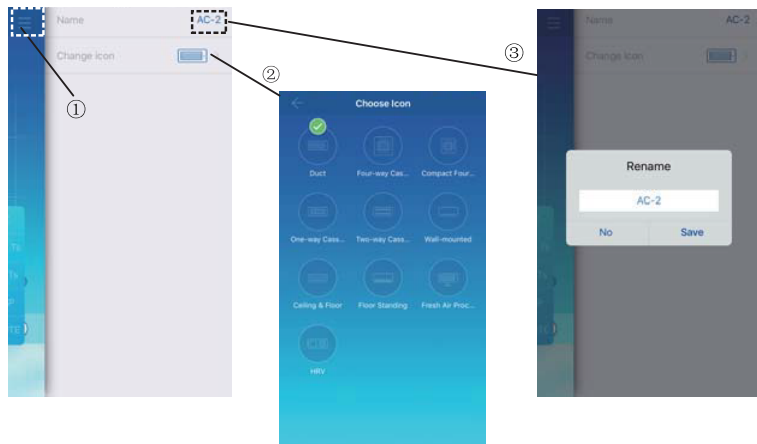 Name AC-2
Change icon
①
②
Choose Icon
Duct Four-way Cas... Compact Four...
One-way Cass... Two-way Cass... Wall-mounted
Ceiling & Floor Floor Standing Fresh Air Proc...
HRV
③
Name AC-2
Change icon
Rename
AC-2
No Save